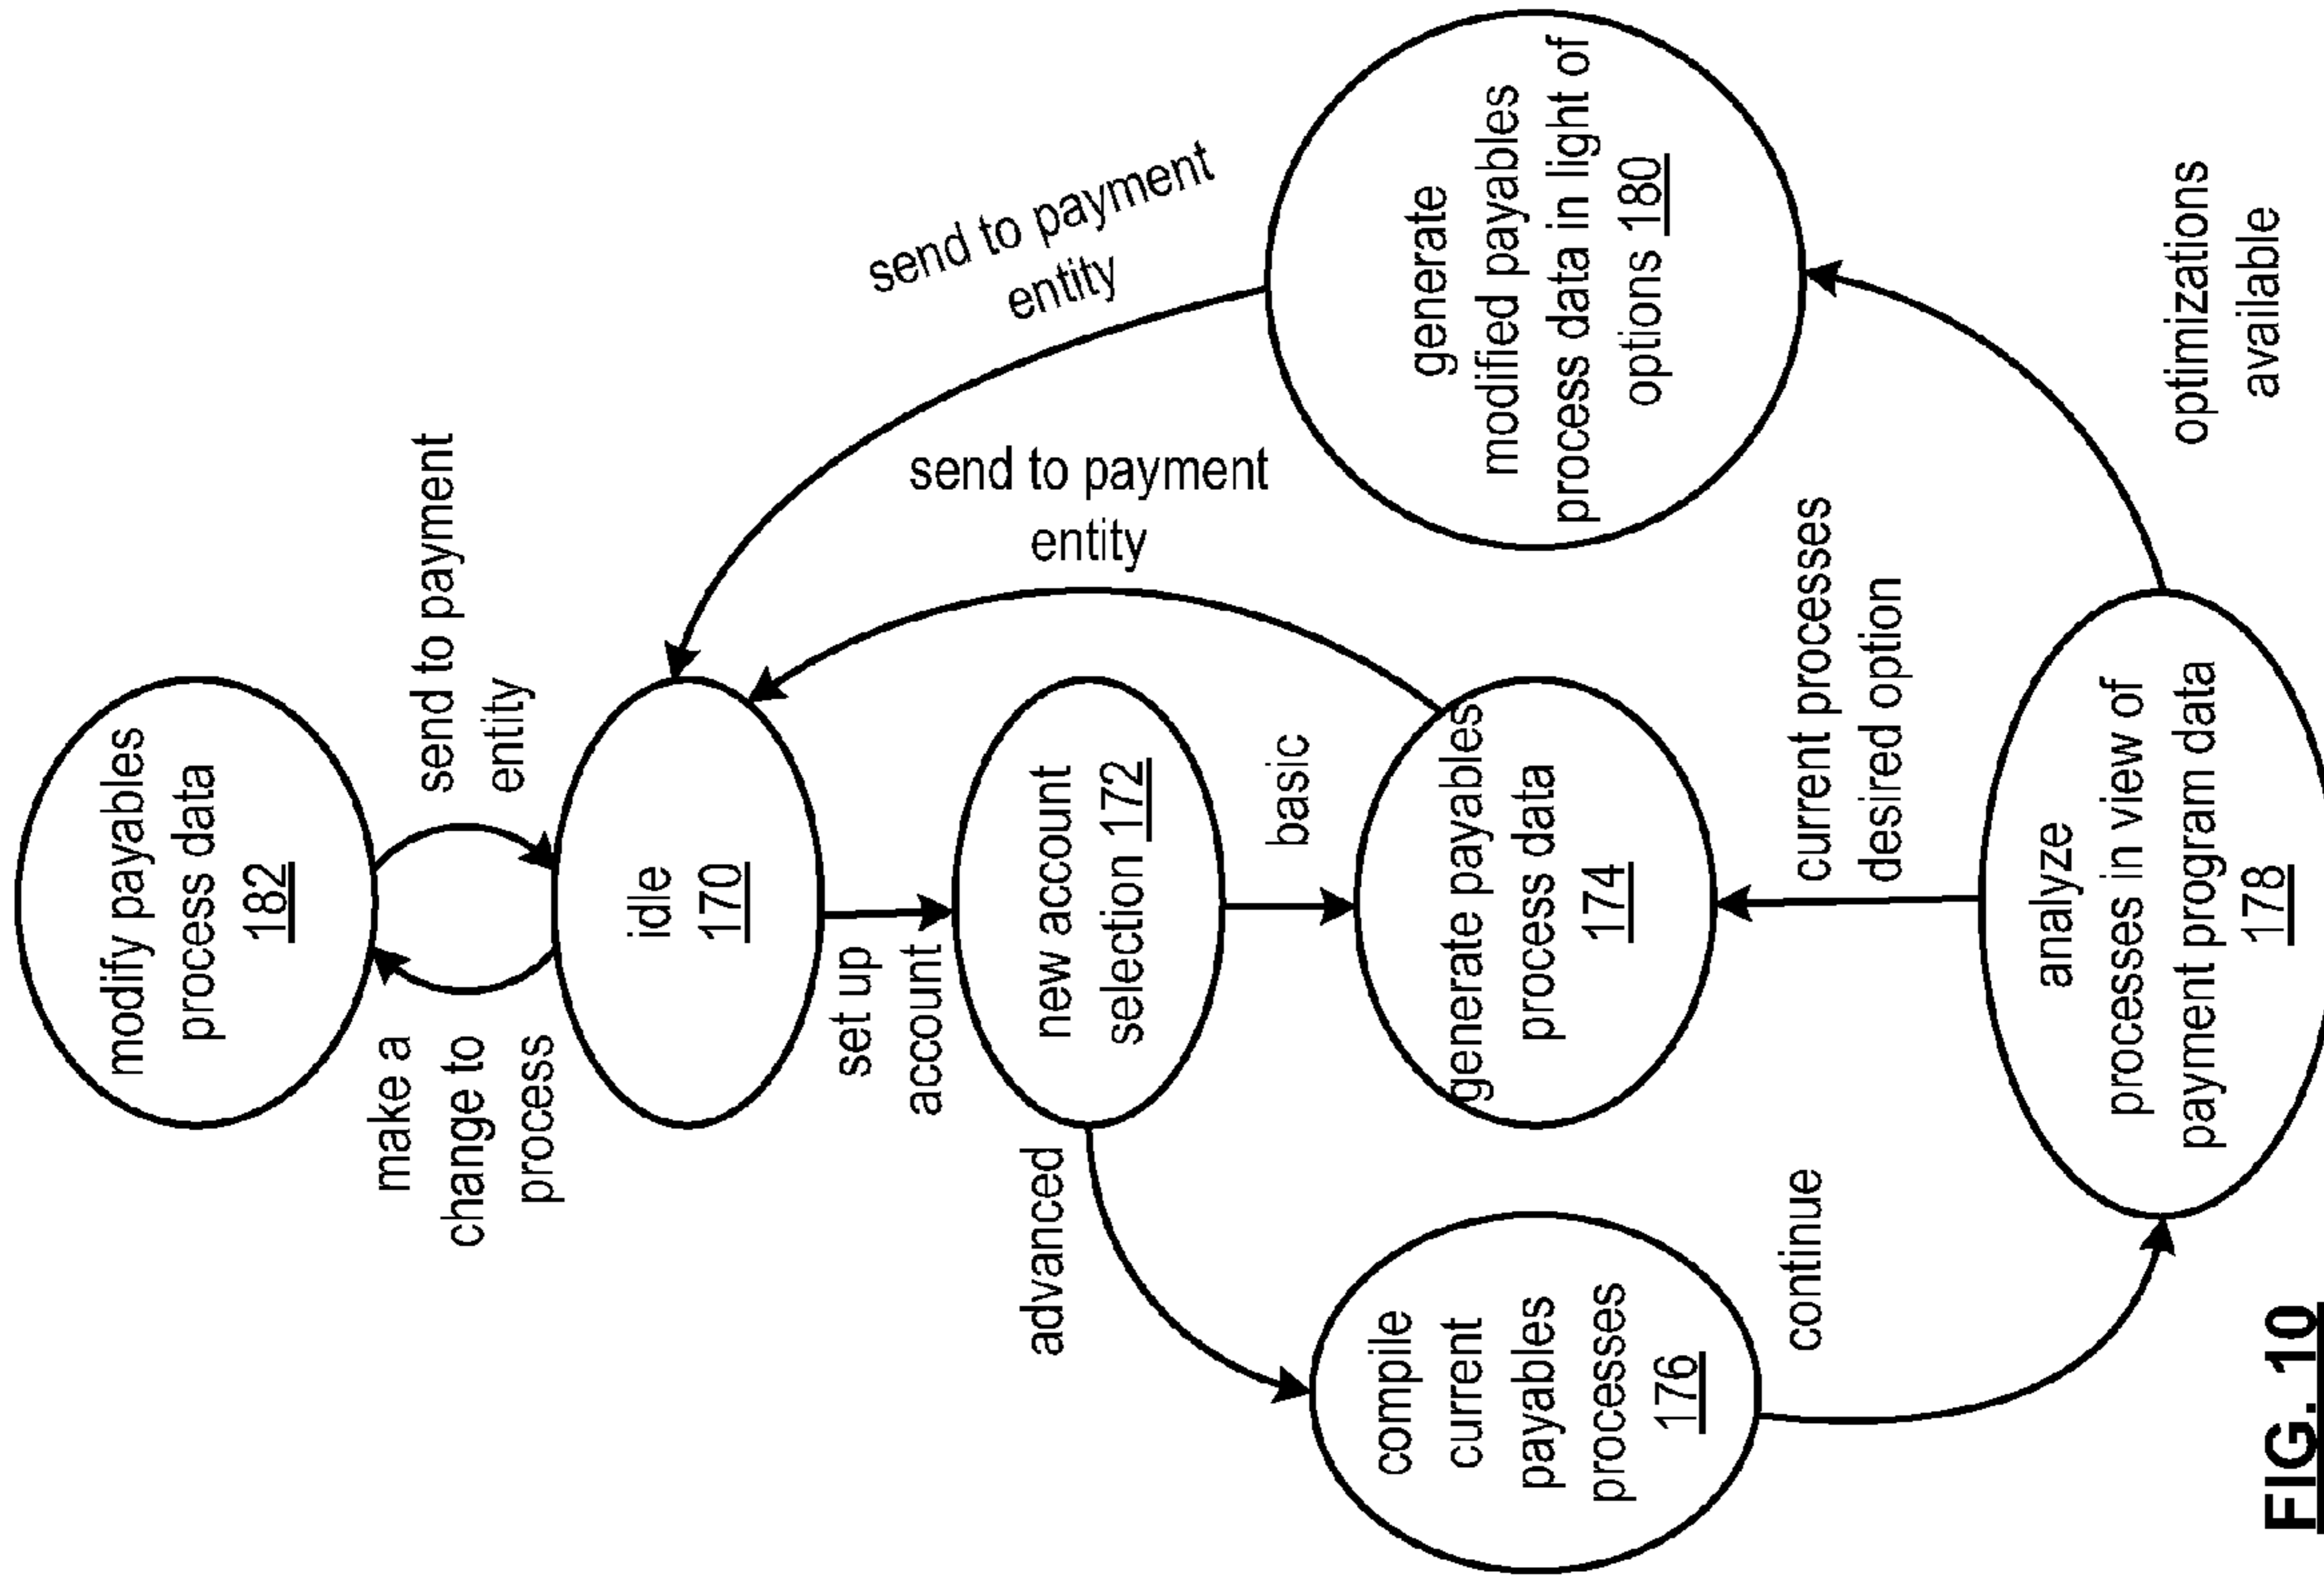 modify payables
process data
182
make a
change to
process
send to payment
entity
idle
170
set up
account
new account
selection 172
advanced
basic
send to payment
entity
send to payment
entity
compile
current
payables
processes
176
generate payables
process data
174
generate
modified payables
process data in light of
options 180
continue
current processes
desired option
optimizations
available
analyze
processes in view of
payment program data
178
FIG. 10